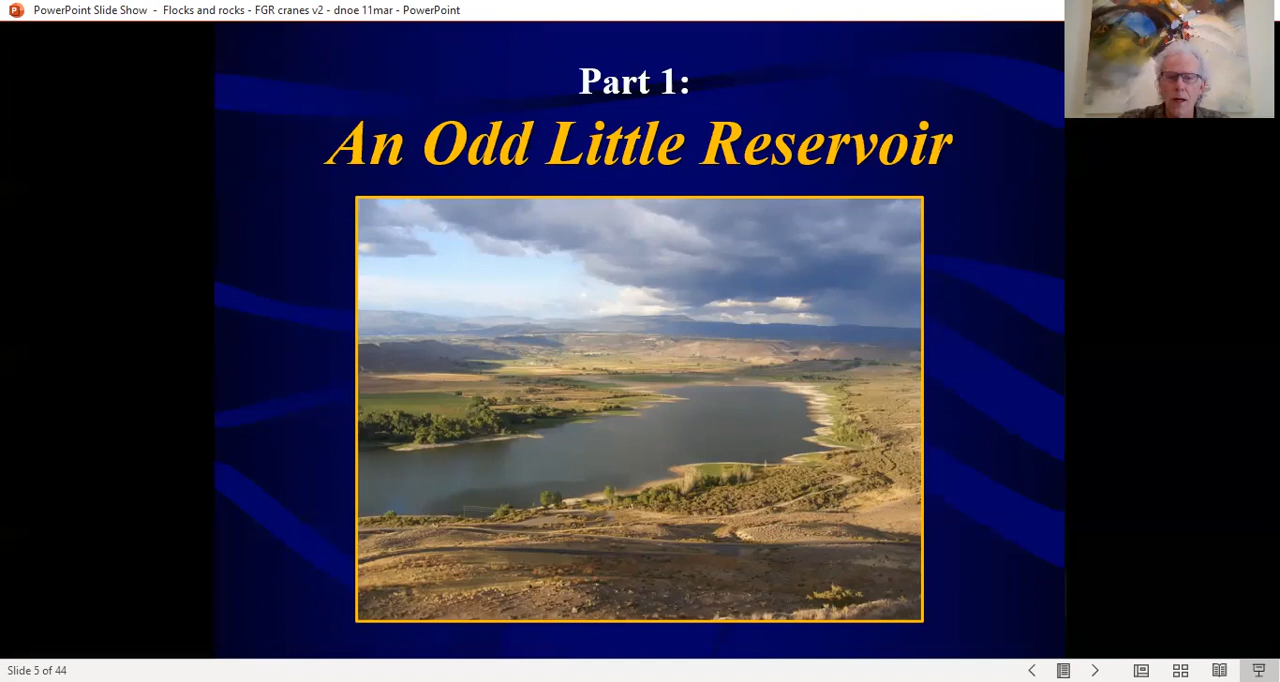 PowerPoint Slide Show - Flocks and rocks - FGR cranes v2 - dnoe 11mar - PowerPoint
Part 1:
An Odd Little Reservoir
Slide 5 of 44